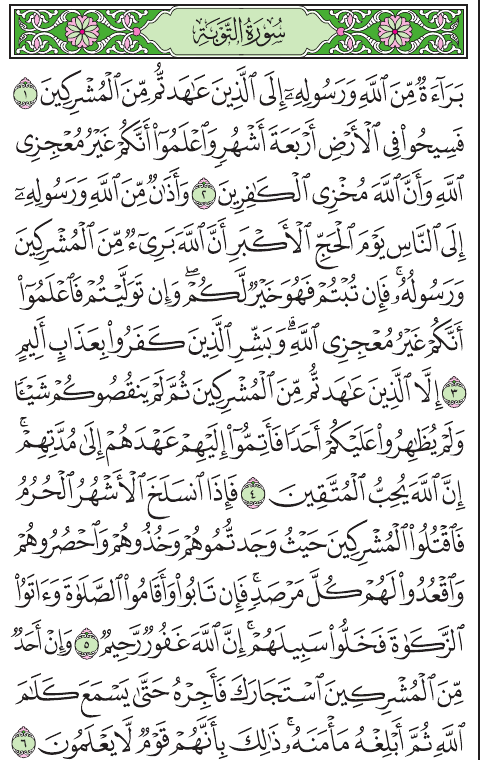 سُورَةُ التَّوۡبَةِ
بَرَآءَةٞ مِّنَ ٱللَّهِ وَرَسُولِهِۦٓ إِلَى ٱلَّذِينَ عَٰهَدتُّم مِّنَ ٱلۡمُشۡرِكِينَ ١
فَسِيحُواْ فِي ٱلۡأَرۡضِ أَرۡبَعَةَ أَشۡهُرٖ وَٱعۡلَمُوٓاْ أَنَّكُمۡ غَيۡرُ مُعۡجِزِي
ٱللَّهِ وَأَنَّ ٱللَّهَ مُخۡزِي ٱلۡكَٰفِرِينَ ٢ وَأَذَٰنٞ مِّنَ ٱللَّهِ وَرَسُولِهِۦٓ
إِلَى ٱلنَّاسِ يَوۡمَ ٱلۡحَجِّ ٱلۡأَكۡبَرِ أَنَّ ٱللَّهَ بَرِيٓءٞ مِّنَ ٱلۡمُشۡرِكِينَ
وَرَسُولُهُۥۚ فَإِن تُبۡتُمۡ فَهُوَ خَيۡرٞ لَّكُمۡۖ وَإِن تَوَلَّيۡتُمۡ فَٱعۡلَمُوٓاْ
أَنَّكُمۡ غَيۡرُ مُعۡجِزِي ٱللَّهِۗ وَبَشِّرِ ٱلَّذِينَ كَفَرُواْ بِعَذَابٍ أَلِيمٍ
٣ إِلَّا ٱلَّذِينَ عَٰهَدتُّم مِّنَ ٱلۡمُشۡرِكِينَ ثُمَّ لَمۡ يَنقُصُوكُمۡ شَيۡـٔٗا
وَلَمۡ يُظَٰهِرُواْ عَلَيۡكُمۡ أَحَدٗا فَأَتِمُّوٓاْ إِلَيۡهِمۡ عَهۡدَهُمۡ إِلَىٰ مُدَّتِهِمۡۚ
إِنَّ ٱللَّهَ يُحِبُّ ٱلۡمُتَّقِينَ ٤ فَإِذَا ٱنسَلَخَ ٱلۡأَشۡهُرُ ٱلۡحُرُمُ
فَٱقۡتُلُواْ ٱلۡمُشۡرِكِينَ حَيۡثُ وَجَدتُّمُوهُمۡ وَخُذُوهُمۡ وَٱحۡصُرُوهُمۡ
وَٱقۡعُدُواْ لَهُمۡ كُلَّ مَرۡصَدٖۚ فَإِن تَابُواْ وَأَقَامُواْ ٱلصَّلَوٰةَ وَءَاتَوُاْ
ٱلزَّكَوٰةَ فَخَلُّواْ سَبِيلَهُمۡۚ إِنَّ ٱللَّهَ غَفُورٞ رَّحِيمٞ ٥ وَإِنۡ أَحَدٞ
مِّنَ ٱلۡمُشۡرِكِينَ ٱسۡتَجَارَكَ فَأَجِرۡهُ حَتَّىٰ يَسۡمَعَ كَلَٰمَ
ٱللَّهِ ثُمَّ أَبۡلِغۡهُ مَأۡمَنَهُۥۚ ذَٰلِكَ بِأَنَّهُمۡ قَوۡمٞ لَّا يَعۡلَمُونَ ٦